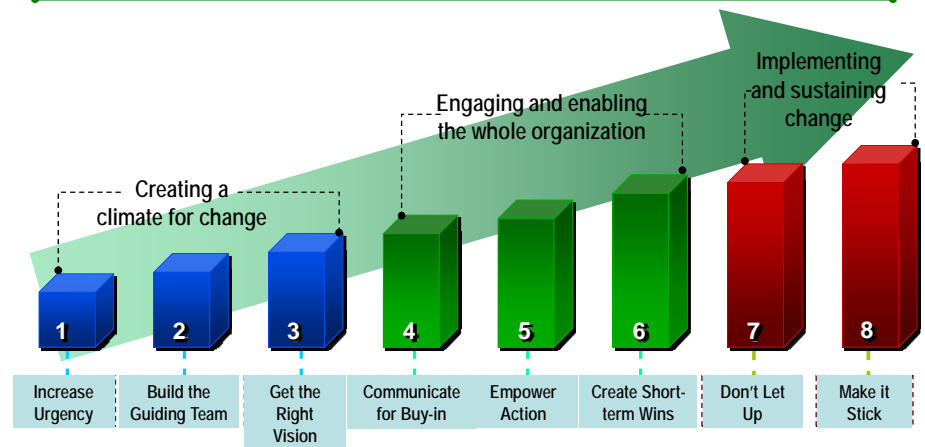 Implementing
and sustaining
change
Engaging and enabling
the whole organization
Creating a
climate for change
1
2
3
4
5
6
7
8
Increase
Urgency
Build the
Guiding Team
Get the
Right
Vision
Communicate
for Buy-in
Empower
Action
Create Short-
term Wins
Don't Let
Up
Make it
Stick